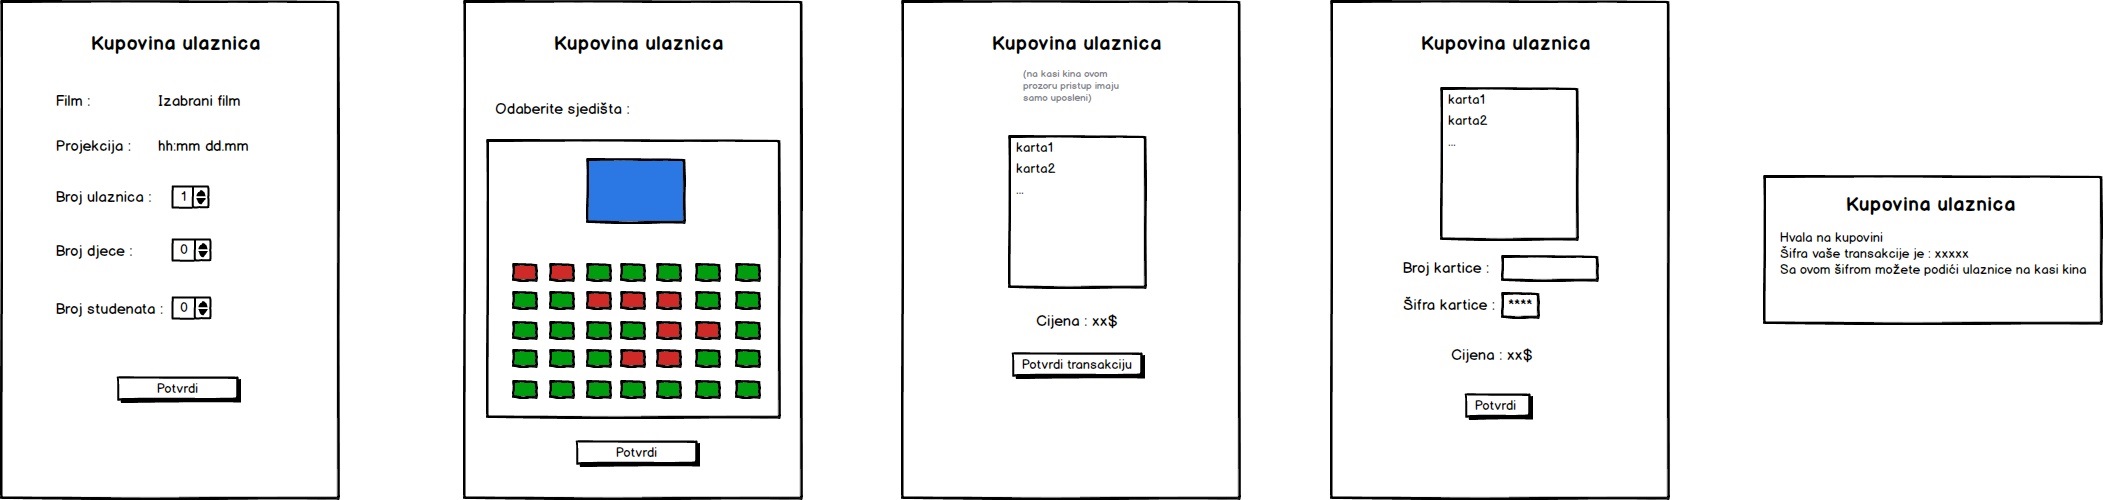 Kupovina ulaznica
Film :
Izabrani film
Projekcija :
hh:mm dd.mm
Broj ulaznica :
1
Broj djece :
0
Broj studenata :
0
Potvrdi
Kupovina ulaznica
Odaberite sjedišta :
Potvrdi
Kupovina ulaznica
(na kasi kina ovom
prozoru pristup imaju
samo uposleni)
karta1
karta2
...
Cijena : xx$
Potvrdi transakciju
Kupovina ulaznica
karta1
karta2
...
Broj kartice :
Šifra kartice :
****
Cijena : xx$
Potvrdi
Kupovina ulaznica
Hvala na kupovini
Šifra vaše transakcije je : xxxxx
Sa ovom šifrom možete podići ulaznice na kasi kina